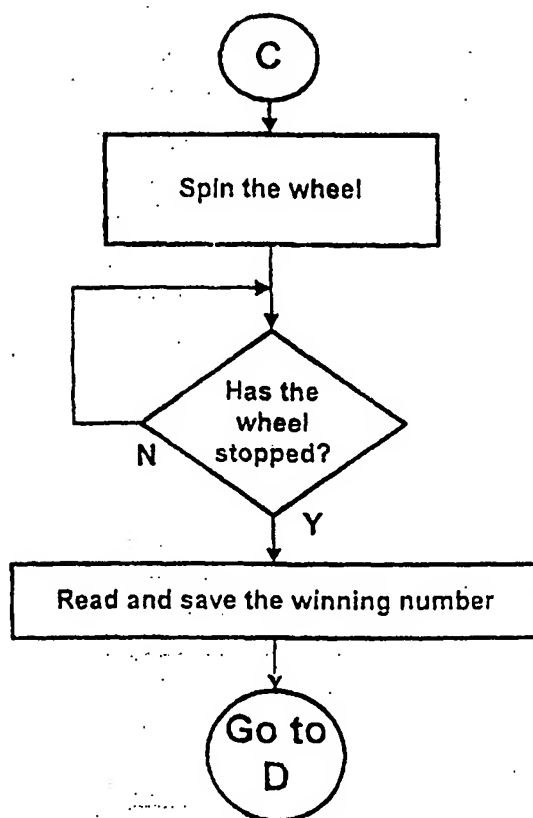 C
Spin the wheel
Has the
wheel
stopped?
N
Y
Read and save the winning number
Go to
D